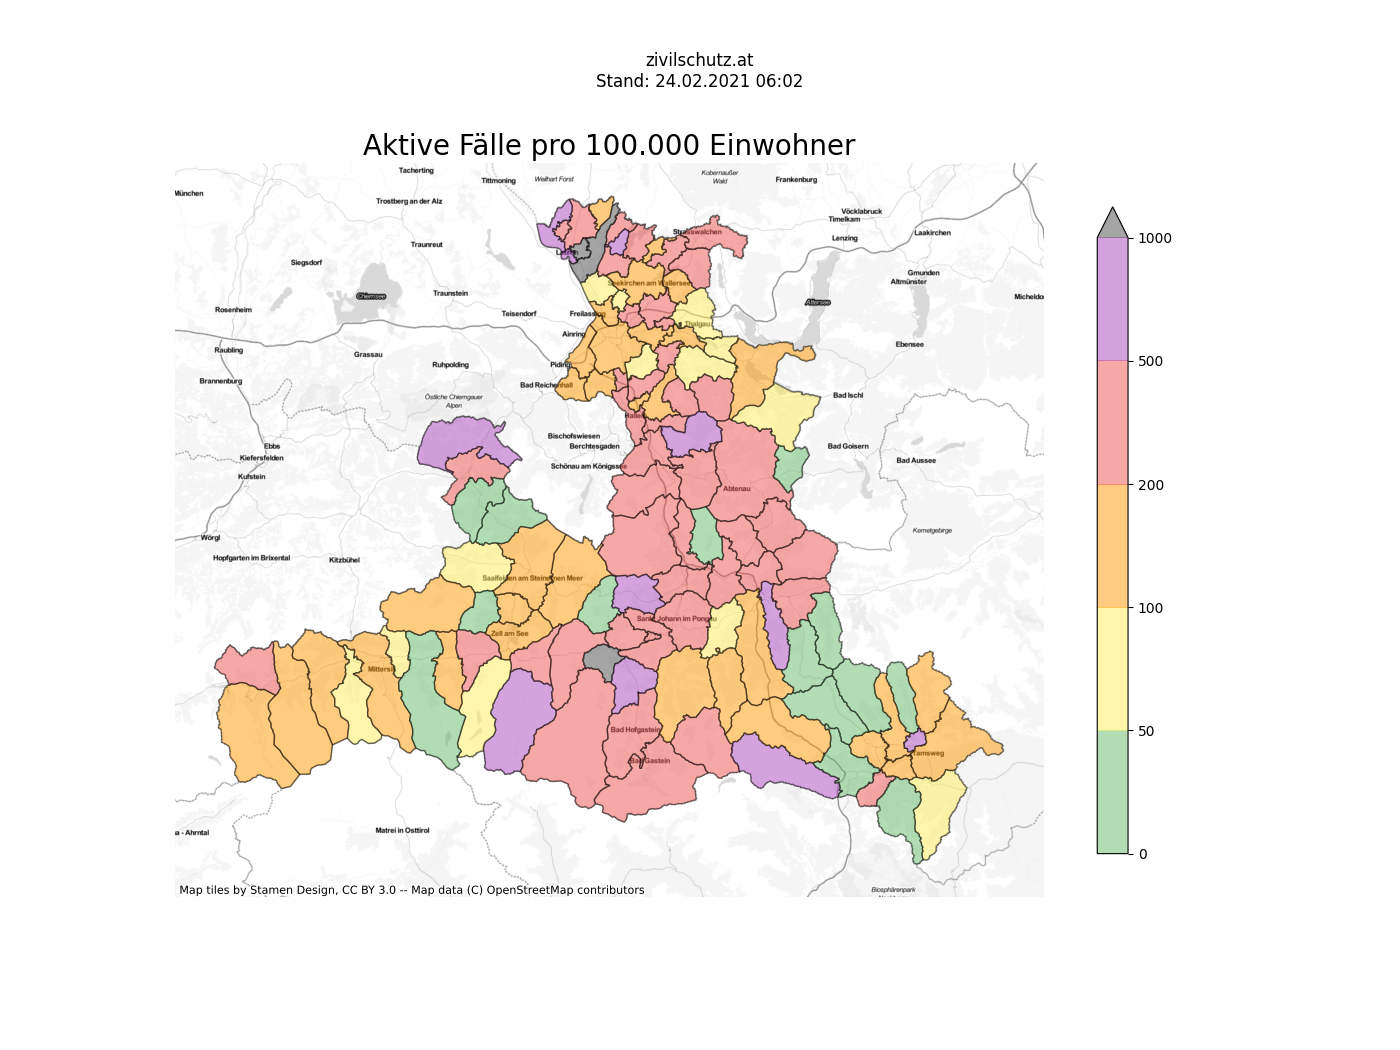 zivilschutz.at
Stand: 24.02.2021 06:02
Aktive Fälle pro 100.000 Einwohner
Tacherting
Tittmoning
Weilhart Forst
Kobernaußer
Wald
Frankenburg
München
Trostberg an der Alz
Vöcklabruck
Timelkam
Laakirchen
Strasswalchen
Lenzing
Traunreut
Siegsdorf
Gmunden
Altmünster
Seekirchen am Wallersee
Chiemsee
Traunstein
Attersee
Rosenheim
Teisendorf
Freilassing
Thalgau
Ainring
Ebensee
Raubling
Grassau
Ruhpolding
Piding
Brannenburg
Bad Reichenhall
Östliche Chiemgauer
Alpen
Bad Ischl
Hallein
Bischofswiesen
Ebbs
Berchtesgaden
Bad Goisern
Kiefersfelden
Schönau am Königssee
Bad Aussee
Kufstein
Abtenau
Kemetgebirge
Wörgl
Hopfgarten im Brixental
Kitzbühel
Saalfelden am Steinernen Meer
Sankt Johann im Pongau
Zell am See
Mittersill
Bad Hofgastein
Tamsweg
Bad Gastein
Matrei in Osttirol
a - Ahrntal
Biosphärenpark
Map tiles by Stamen Design, CC BY 3.0 -- Map data (C) OpenStreetMap contributors
1000
500
200
100
50
0